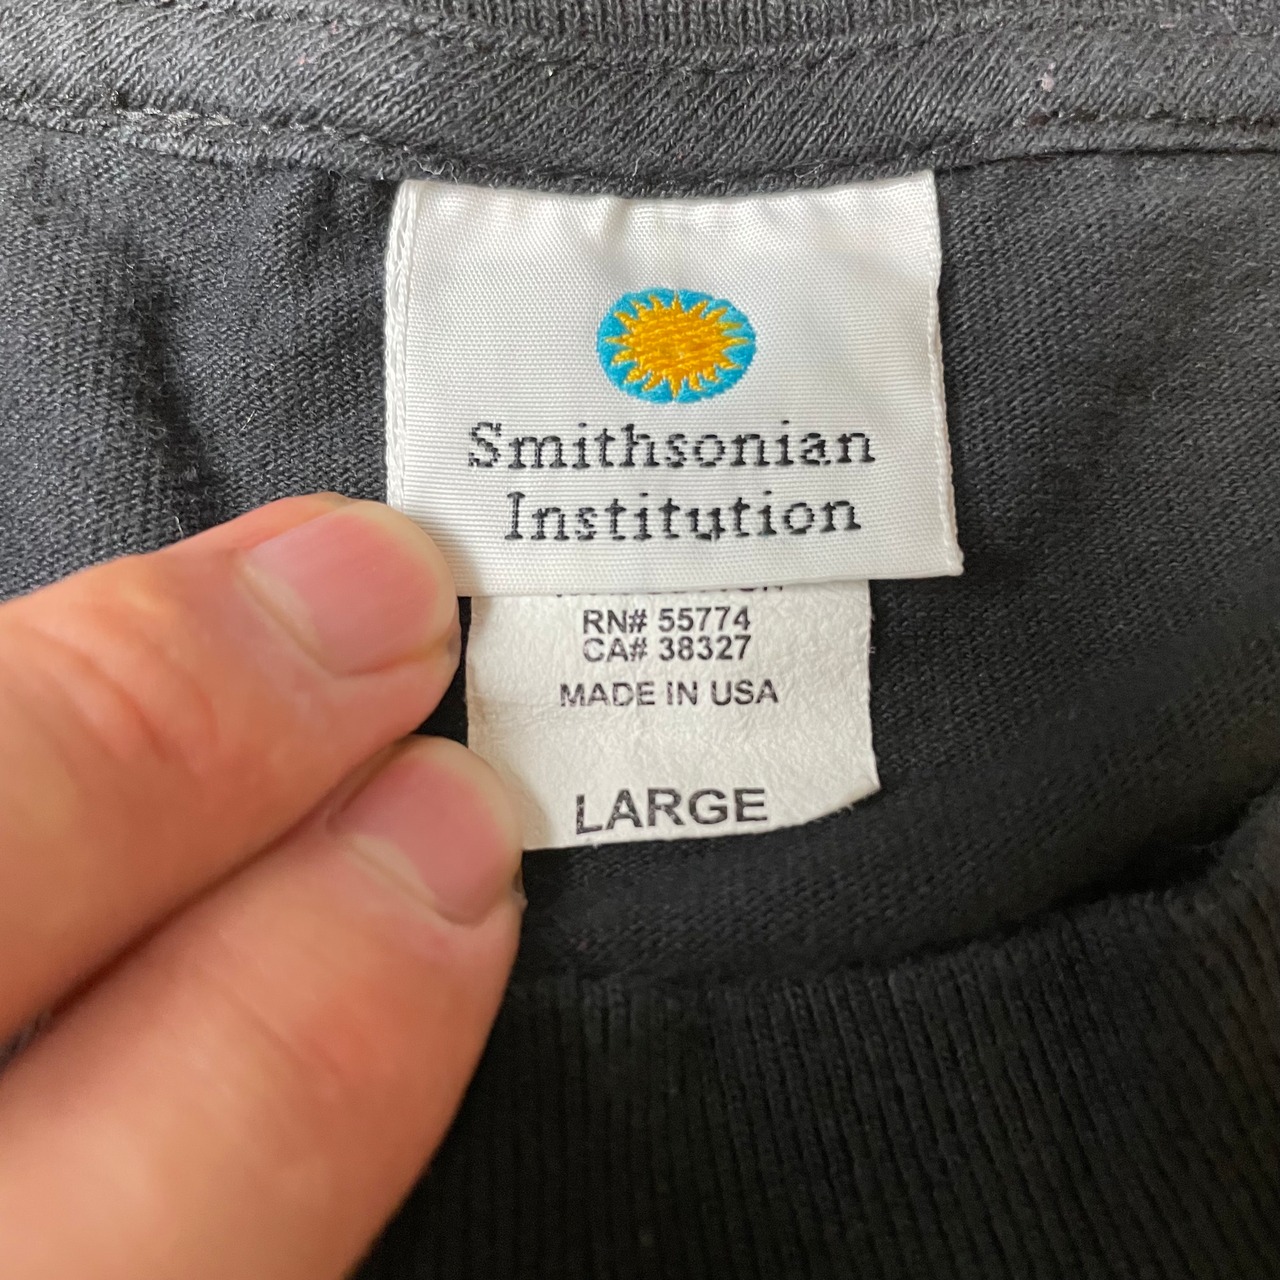 Smithsonian
Institution
RN# 55774
CA# 38327
MADE IN USA
LARGE